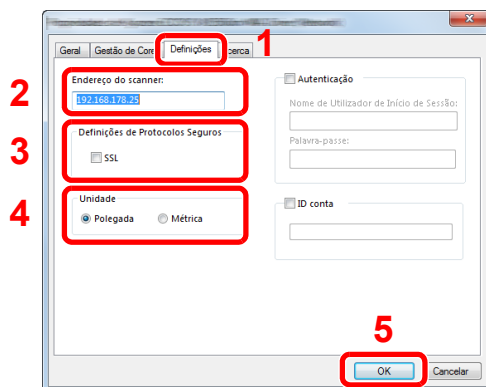 Geral Gestão de Core Definições cerca 1
2 Endereço do scanner:
192.168.178.25
Autenticação
Nome de Utilizador de Início de Sessão:
3 Definições de Protocolos Seguros
SSL
Palavra-passe:
4 Unidade
Polegada Métrica
ID conta
5
OK Cancelar